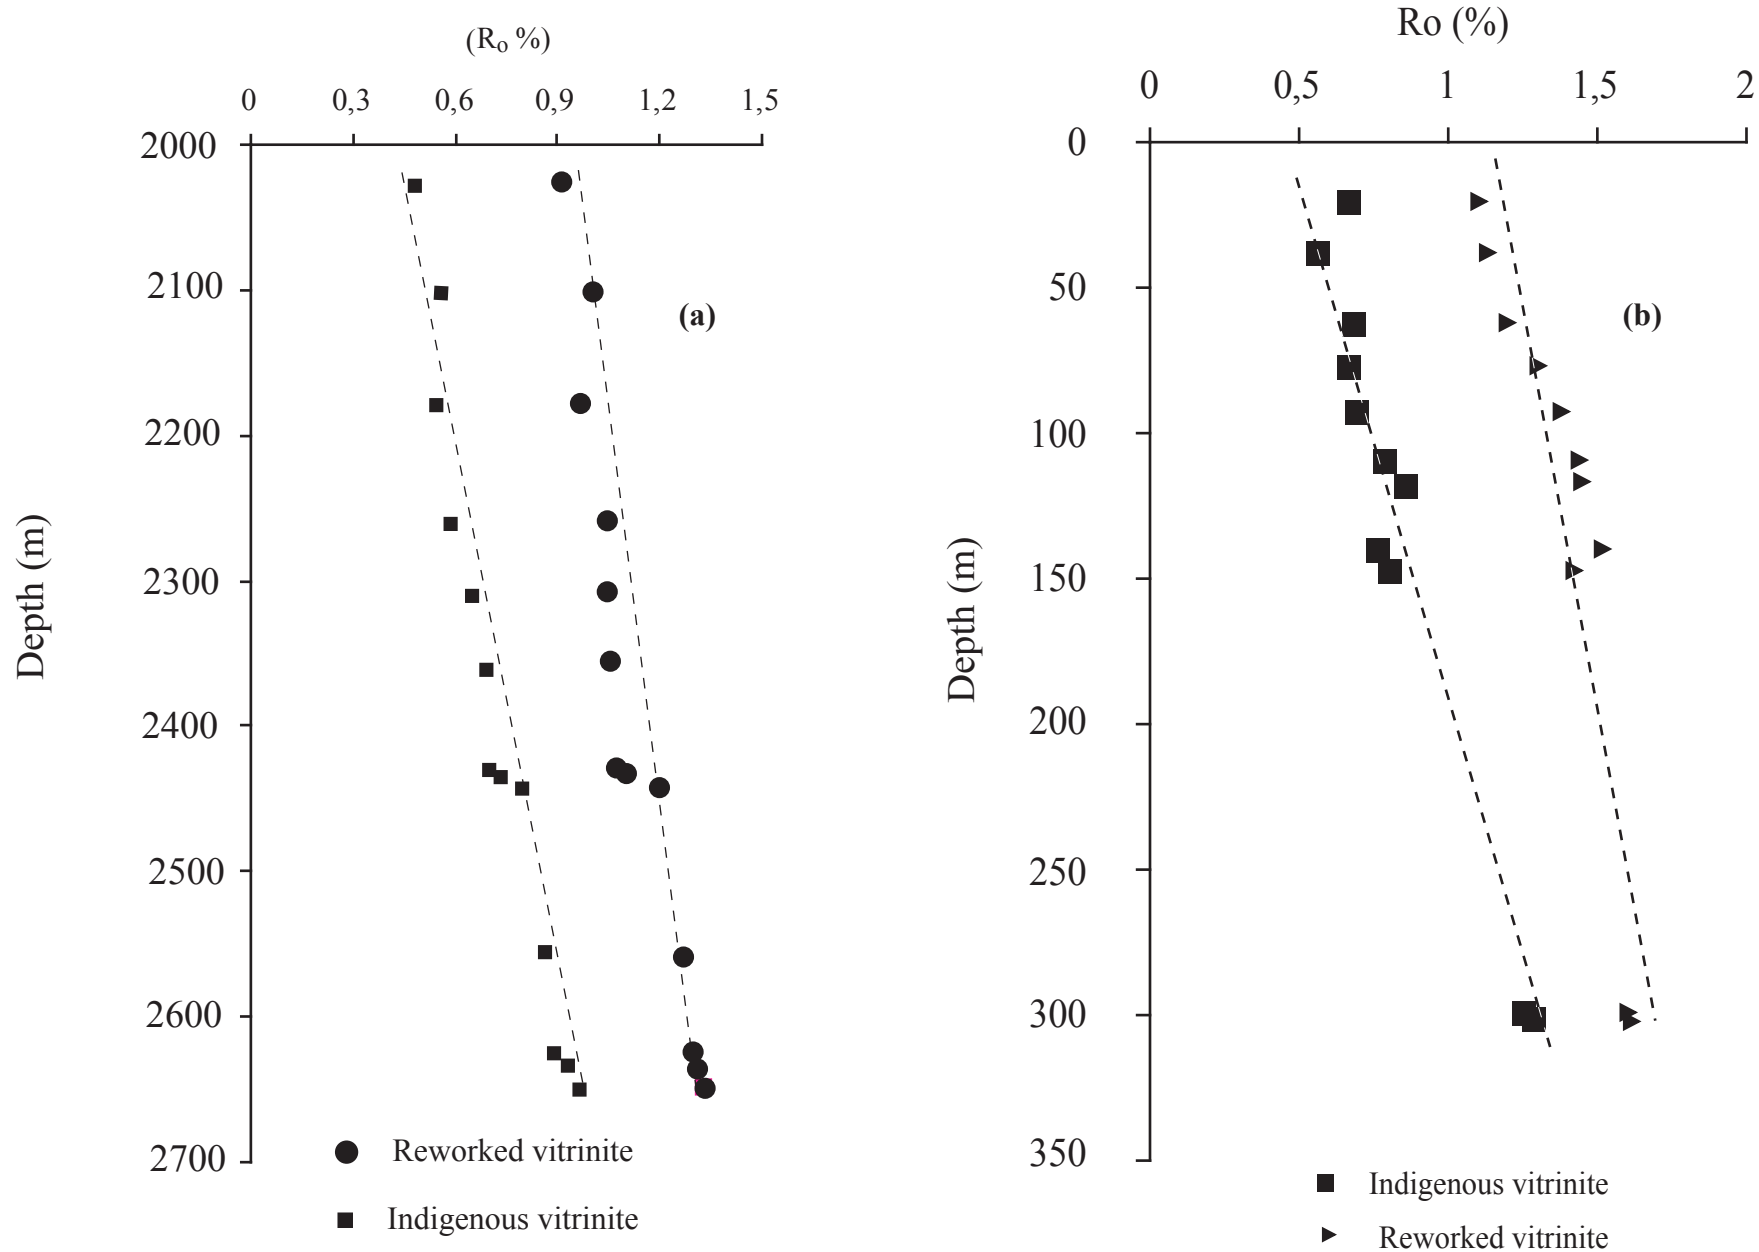 (Ro %)
0 0,3 0,6 0,9 1,2 1,5
2000
2100
2200
2300
2400
2500
2600
2700
Depth (m)
(a)
Reworked vitrinite
Indigenous vitrinite
Ro (%)
0 0,5 1 1,5 2
0
50
100
150
200
250
300
350
Depth (m)
(b)
Indigenous vitrinite
Reworked vitrinite